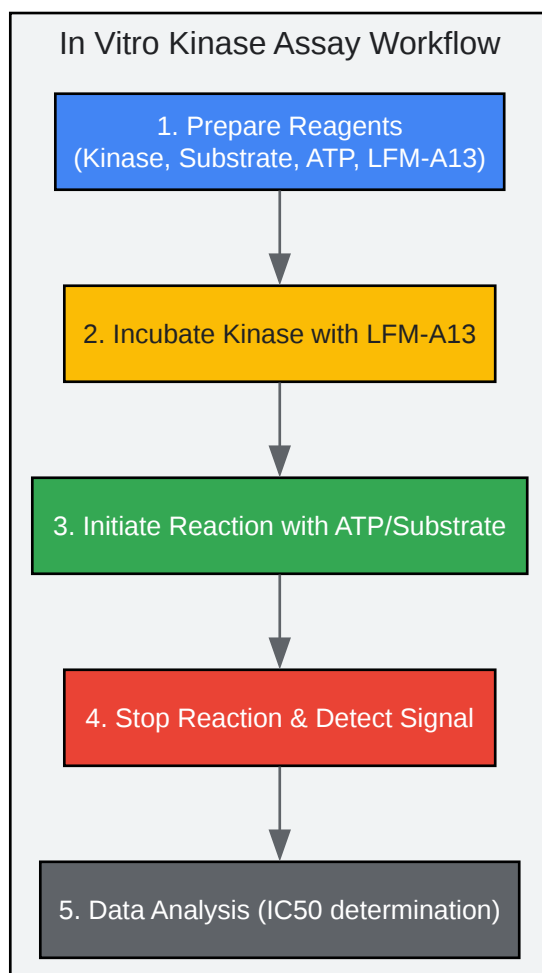 In Vitro Kinase Assay Workflow
1. Prepare Reagents
(Kinase, Substrate, ATP, LFM-A13)
2. Incubate Kinase with LFM-A13
3. Initiate Reaction with ATP/Substrate
4. Stop Reaction & Detect Signal
5. Data Analysis (IC50 determination)